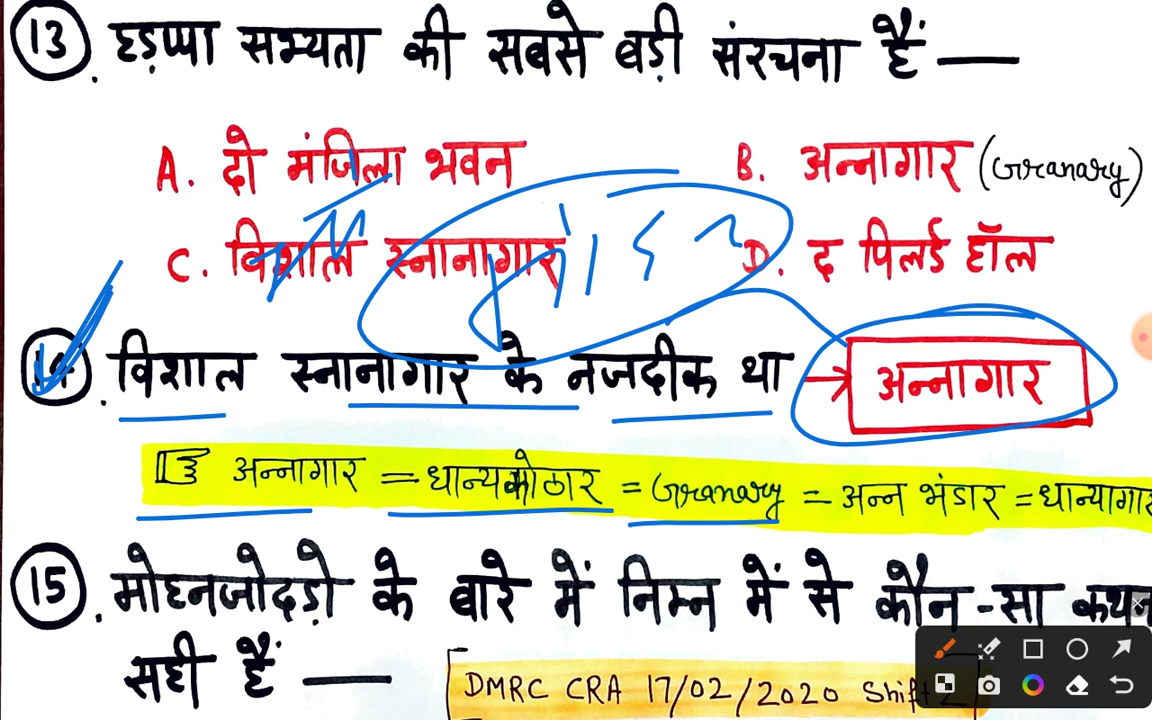 13. हड़प्पा सभ्यता की सबसे बड़ी संरचना हैं —
A. दो मंजिला भवन B. अन्नागार (Granary)
C. विशाल स्नानागार D. द पिलर्ड हॉल
14. विशाल स्नानागार के नजदीक था → अन्नागार
अन्नागार = धान्यकोठार = Granary = अन्न भंडार = धान्यागार
15. मोहनजोदड़ो के बारे में निम्न में से कौन-सा कथन
सही हैं —
DMRC CRA 17/02/2020 Shift 2